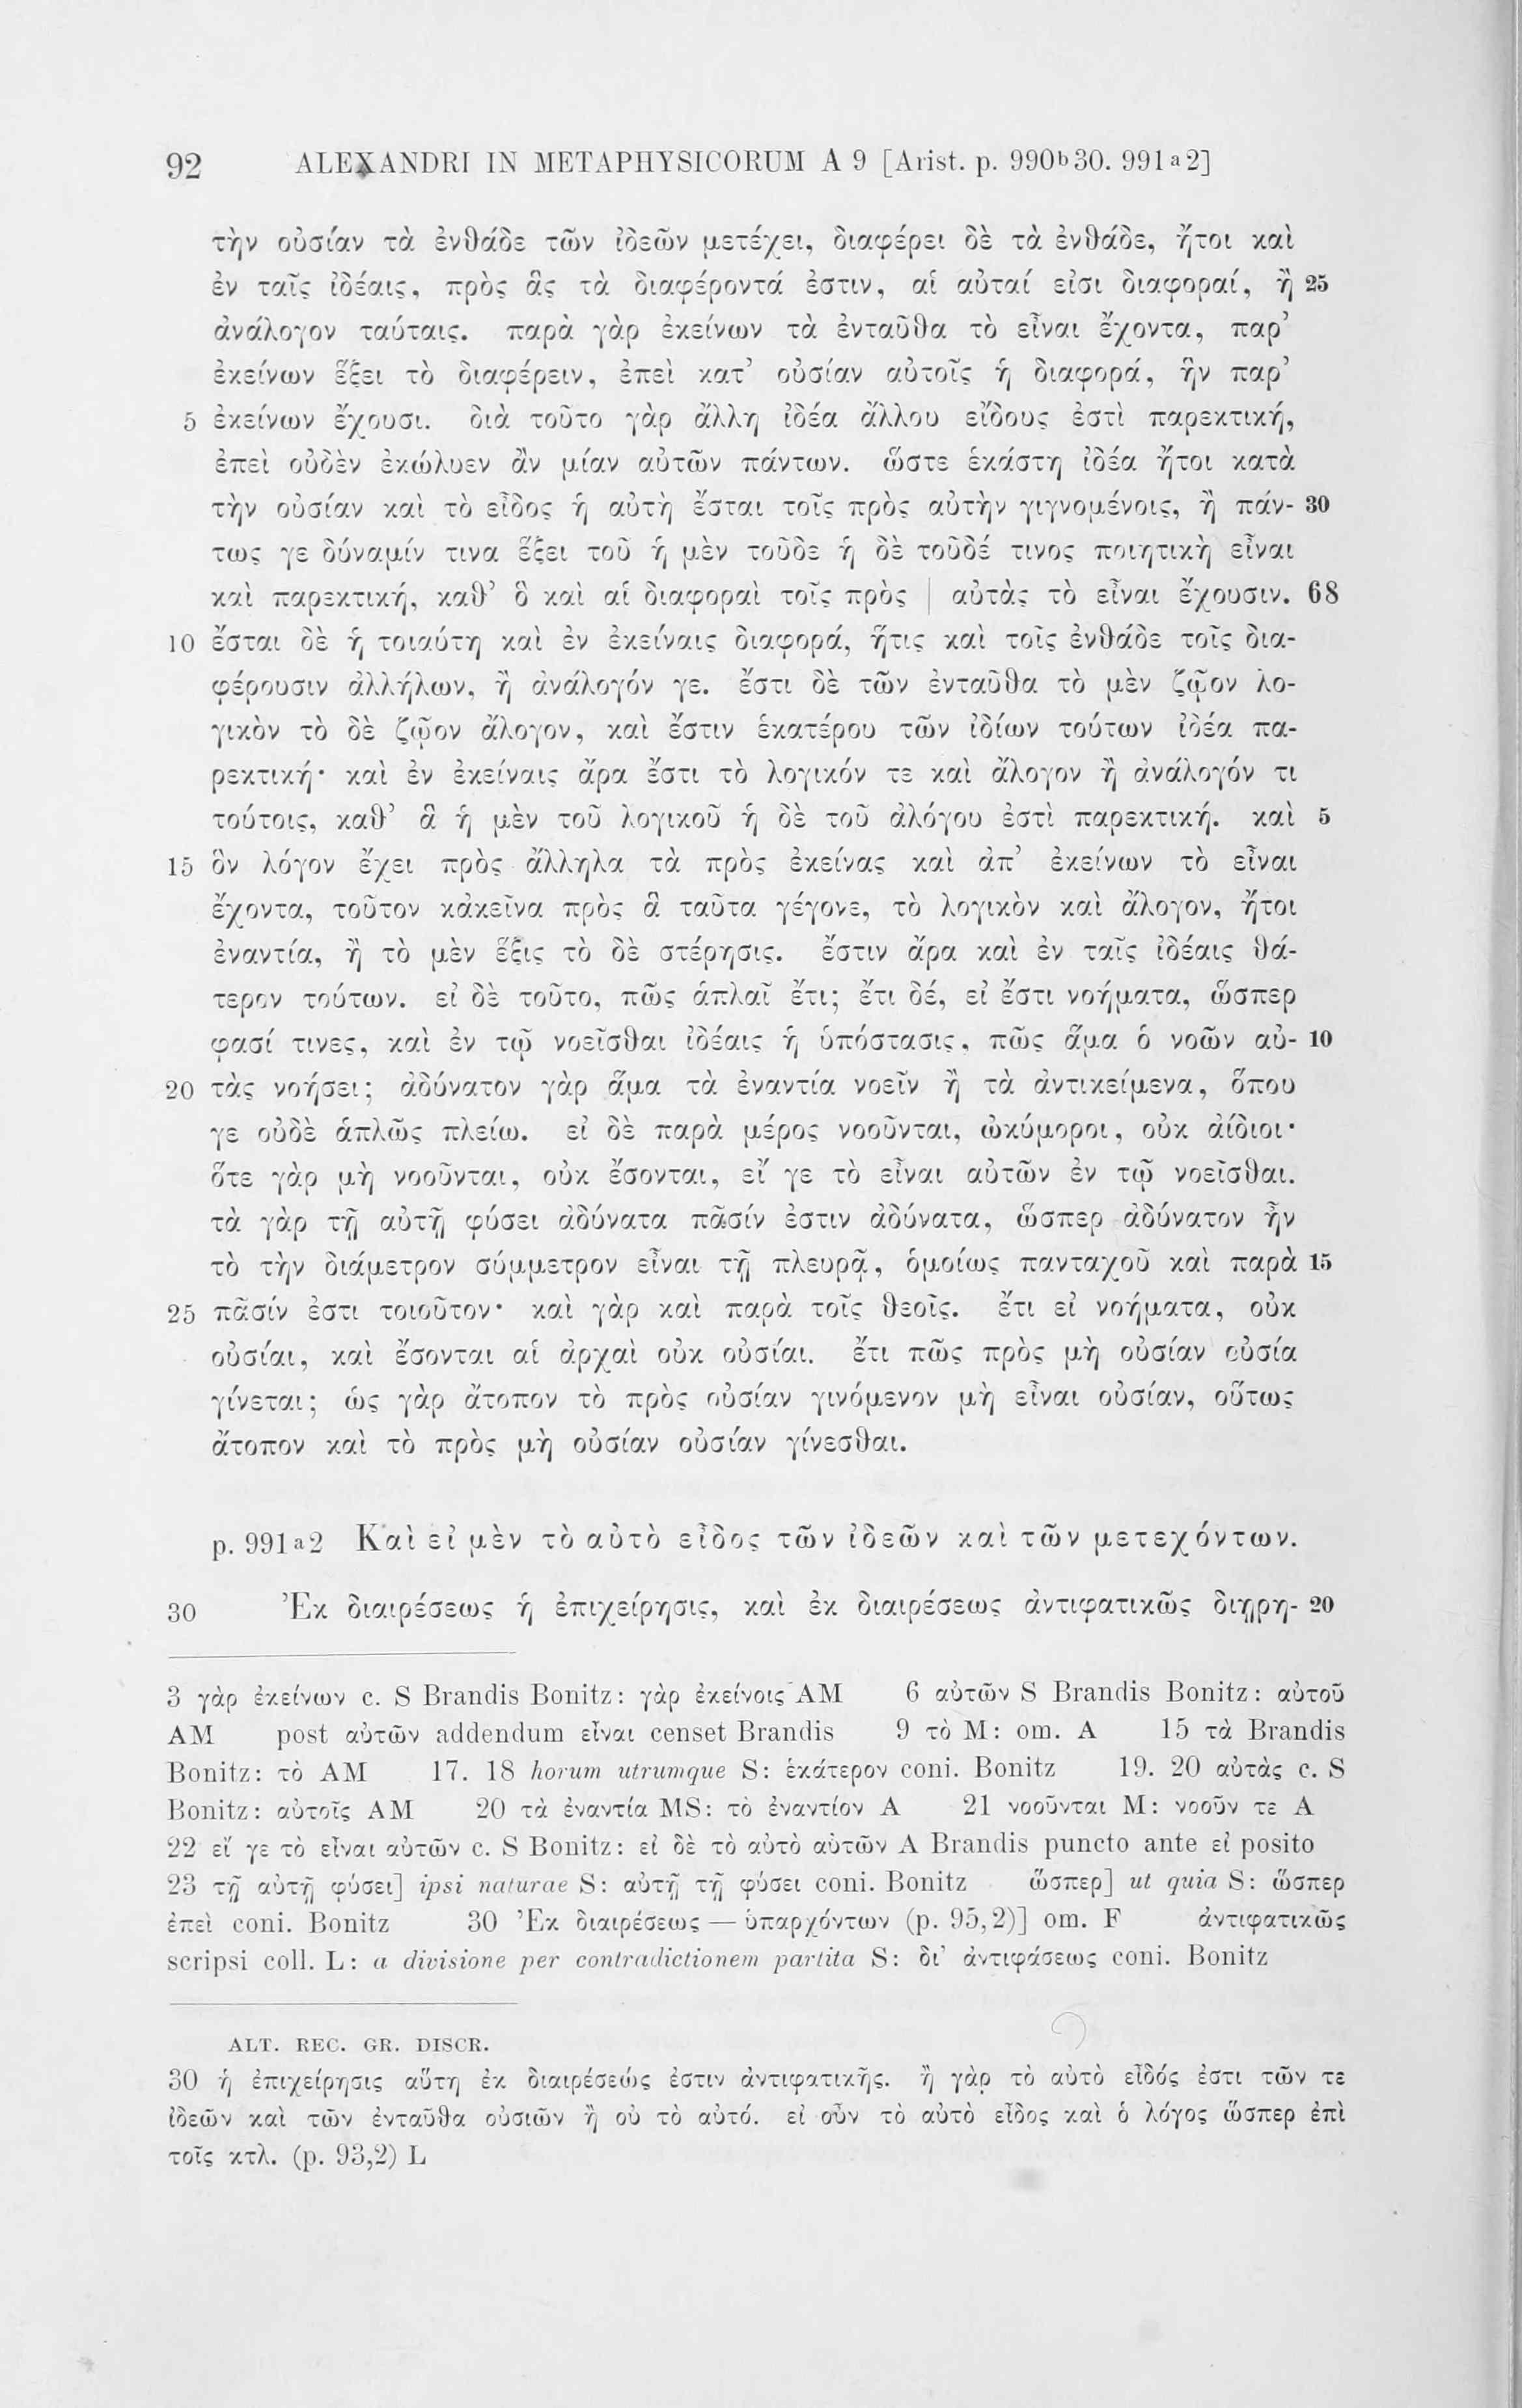 92 ALEXANDRI IN METAPHYSICORUM A 9 [Arist. p. 990ᵇ30. 991ᵃ2]
τὴν οὐσίαν τὰ ἐνθάδε τῶν ἰδεῶν μετέχει, διαφέρει δὲ τὰ ἐνθάδε, ἤτοι καὶ
ἐν ταῖς ἰδέαις, πρὸς ἃς τὰ διαφέροντά ἐστιν, αἱ αὐταί εἰσι διαφοραί, ἢ 25
ἀνάλογον ταύταις. παρὰ γὰρ ἐκείνων τὰ ἐνταῦθα τὸ εἶναι ἔχοντα, παρ’
ἐκείνων ἕξει τὸ διαφέρειν, ἐπεὶ κατ’ οὐσίαν αὐτοῖς ἡ διαφορά, ἣν παρ’
5 ἐκείνων ἔχουσι. διὰ τοῦτο γὰρ ἄλλη ἰδέα ἄλλου εἴδους ἐστὶ παρεκτική,
ἐπεὶ οὐδὲν ἐκώλυεν ἂν μίαν αὐτῶν πάντων. ὥστε ἑκάστη ἰδέα ἤτοι κατὰ
τὴν οὐσίαν καὶ τὸ εἶδος ἡ αὐτὴ ἔσται τοῖς πρὸς αὐτὴν γιγνομένοις, ἢ πάν- 30
τως γε δύναμίν τινα ἕξει τοῦ ἡ μὲν τοῦδε ἡ δὲ τοῦδέ τινος ποιητικὴ εἶναι
καὶ παρεκτική, καθ’ ὃ καὶ αἱ διαφοραὶ τοῖς πρὸς | αὐτὰς τὸ εἶναι ἔχουσιν. 68
10 ἔσται δὲ ἡ τοιαύτη καὶ ἐν ἐκείναις διαφορά, ἥτις καὶ τοῖς ἐνθάδε τοῖς δια-
φέρουσιν ἀλλήλων, ἢ ἀνάλογόν γε. ἔστι δὲ τῶν ἐνταῦθα τὸ μὲν ζῷον λο-
γικὸν τὸ δὲ ζῷον ἄλογον, καὶ ἔστιν ἑκατέρου τῶν ἰδίων τούτων ἰδέα πα-
ρεκτική· καὶ ἐν ἐκείναις ἄρα ἔστι τὸ λογικόν τε καὶ ἄλογον ἢ ἀνάλογόν τι
τούτοις, καθ’ ἃ ἡ μὲν τοῦ λογικοῦ ἡ δὲ τοῦ ἀλόγου ἐστὶ παρεκτική. καὶ 5
15 ὃν λόγον ἔχει πρὸς ἄλληλα τὰ πρὸς ἐκείνας καὶ ἀπ’ ἐκείνων τὸ εἶναι
ἔχοντα, τοῦτον κἀκεῖνα πρὸς ἃ ταῦτα γέγονε, τὸ λογικὸν καὶ ἄλογον, ἤτοι
ἐναντία, ἢ τὸ μὲν ἕξις τὸ δὲ στέρησις. ἔστιν ἄρα καὶ ἐν ταῖς ἰδέαις θά-
τερον τούτων. εἰ δὲ τοῦτο, πῶς ἁπλαῖ ἔτι; ἔτι δέ, εἰ ἔστι νοήματα, ὥσπερ
φασί τινες, καὶ ἐν τῷ νοεῖσθαι ἰδέαις ἡ ὑπόστασις, πῶς ἅμα ὁ νοῶν αὐ- 10
20 τὰς νοήσει; ἀδύνατον γὰρ ἅμα τὰ ἐναντία νοεῖν ἢ τὰ ἀντικείμενα, ὅπου
γε οὐδὲ ἁπλῶς πλείω. εἰ δὲ παρὰ μέρος νοοῦνται, ὠκύμοροι, οὐκ ἀίδιοι·
ὅτε γὰρ μὴ νοοῦνται, οὐκ ἔσονται, εἴ γε τὸ εἶναι αὐτῶν ἐν τῷ νοεῖσθαι.
τὰ γὰρ τῇ αὐτῇ φύσει ἀδύνατα πᾶσίν ἐστιν ἀδύνατα, ὥσπερ ἀδύνατον ἦν
τὸ τὴν διάμετρον σύμμετρον εἶναι τῇ πλευρᾷ, ὁμοίως πανταχοῦ καὶ παρὰ 15
25 πᾶσίν ἐστι τοιοῦτον· καὶ γὰρ καὶ παρὰ τοῖς θεοῖς. ἔτι εἰ νοήματα, οὐκ
οὐσίαι, καὶ ἔσονται αἱ ἀρχαὶ οὐκ οὐσίαι. ἔτι πῶς πρὸς μὴ οὐσίαν οὐσία
γίνεται; ὡς γὰρ ἄτοπον τὸ πρὸς οὐσίαν γινόμενον μὴ εἶναι οὐσίαν, οὕτως
ἄτοπον καὶ τὸ πρὸς μὴ οὐσίαν οὐσίαν γίνεσθαι.
p. 991ᵃ2 Καὶ εἰ μὲν τὸ αὐτὸ εἶδος τῶν ἰδεῶν καὶ τῶν μετεχόντων.
30 Ἐκ διαιρέσεως ἡ ἐπιχείρησις, καὶ ἐκ διαιρέσεως ἀντιφατικῶς διῃρη- 20
3 γὰρ ἐκείνων c. S Brandis Bonitz: γὰρ ἐκείνοις AM 6 αὐτῶν S Brandis Bonitz: αὐτοῦ
AM post αὐτῶν addendum εἶναι censet Brandis 9 τὸ M: om. A 15 τὰ Brandis
Bonitz: τὸ AM 17. 18 horum utrumque S: ἑκάτερον coni. Bonitz 19. 20 αὐτὰς c. S
Bonitz: αὐτοῖς AM 20 τὰ ἐναντία MS: τὸ ἐναντίον A 21 νοοῦνται M: νοοῦν τε A
22 εἴ γε τὸ εἶναι αὐτῶν c. S Bonitz: εἰ δὲ τὸ αὐτὸ αὐτῶν A Brandis puncto ante εἰ posito
23 τῇ αὐτῇ φύσει] ipsi naturae S: αὐτῇ τῇ φύσει coni. Bonitz ὥσπερ] ut quia S: ὥσπερ
ἐπεὶ coni. Bonitz 30 Ἐκ διαιρέσεως — ὑπαρχόντων (p. 95,2)] om. F ἀντιφατικῶς
scripsi coll. L: a divisione per contradictionem partita S: δι’ ἀντιφάσεως coni. Bonitz
ALT. REC. GR. DISCR.
30 ἡ ἐπιχείρησις αὕτη ἐκ διαιρέσεώς ἐστιν ἀντιφατικῆς. ἢ γὰρ τὸ αὐτὸ εἶδός ἐστι τῶν τε
ἰδεῶν καὶ τῶν ἐνταῦθα οὐσιῶν ἢ οὐ τὸ αὐτό. εἰ οὖν τὸ αὐτὸ εἶδος καὶ ὁ λόγος ὥσπερ ἐπὶ
τοῖς κτλ. (p. 93,2) L